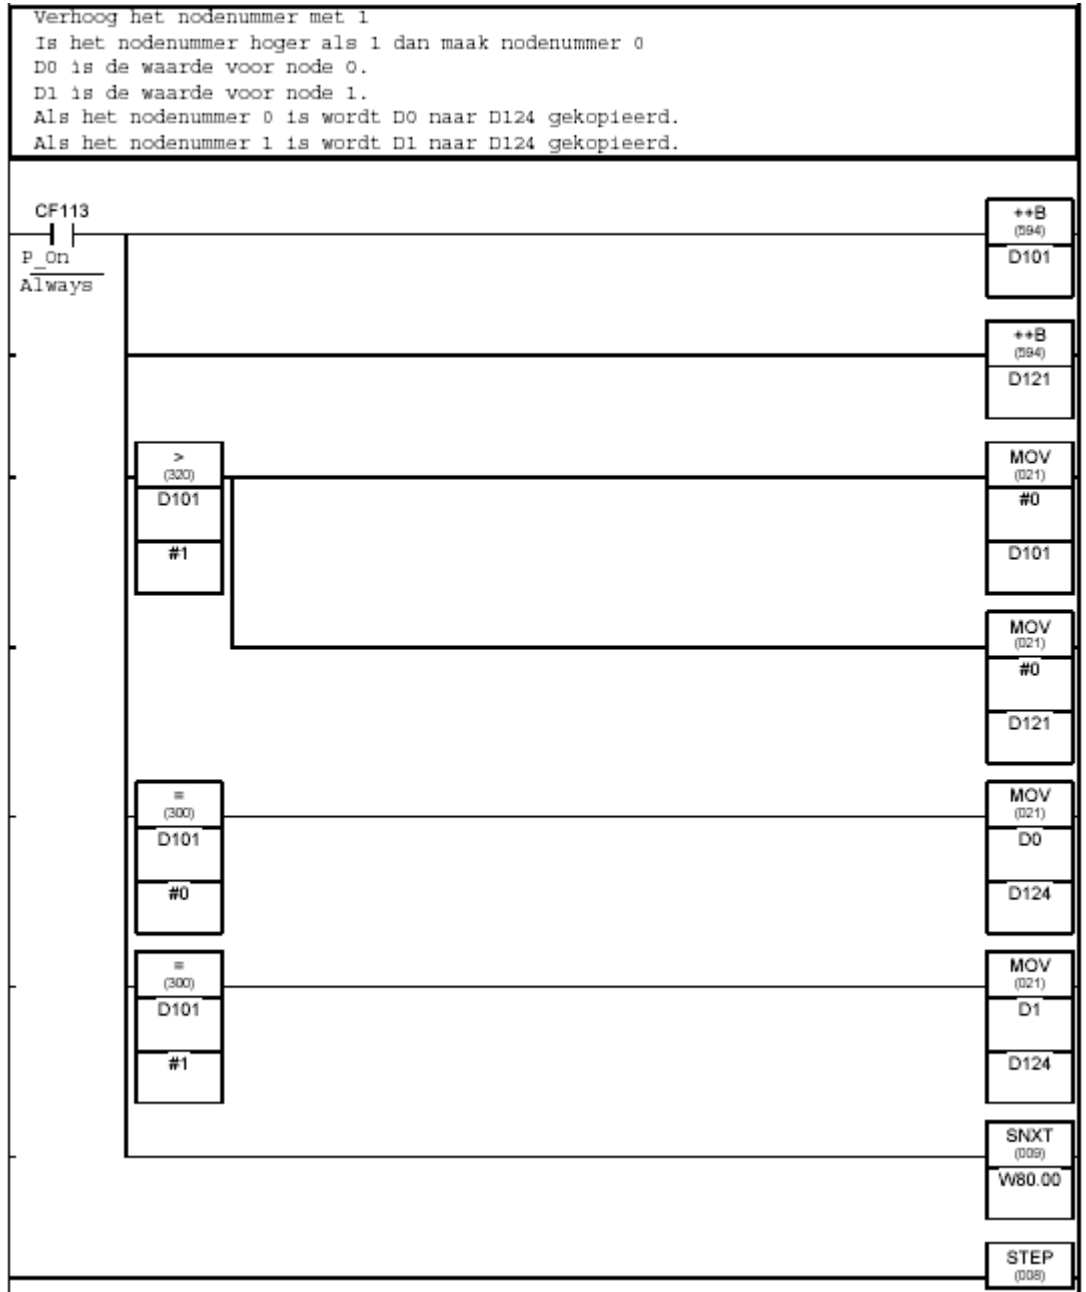 Verhoog het nodenummer met 1
Is het nodenummer hoger als 1 dan maak nodenummer 0
D0 is de waarde voor node 0.
D1 is de waarde voor node 1.
Als het nodenummer 0 is wordt D0 naar D124 gekopieerd.
Als het nodenummer 1 is wordt D1 naar D124 gekopieerd.
CF113
P_On
Always
++B
(594)
D101
++B
(594)
D121
>
(320)
D101
#1
MOV
(021)
#0
D101
MOV
(021)
#0
D121
=
(300)
D101
#0
MOV
(021)
D0
D124
=
(300)
D101
#1
MOV
(021)
D1
D124
SNXT
(009)
W80.00
STEP
(008)